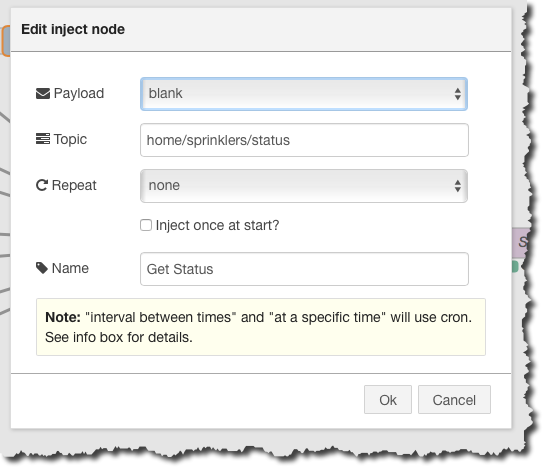 Edit inject node
Payload
blank
Topic
home/sprinklers/status
Repeat
none
Inject once at start?
Name
Get Status
Note: "interval between times" and "at a specific time" will use cron.
See info box for details.
Ok
Cancel
S